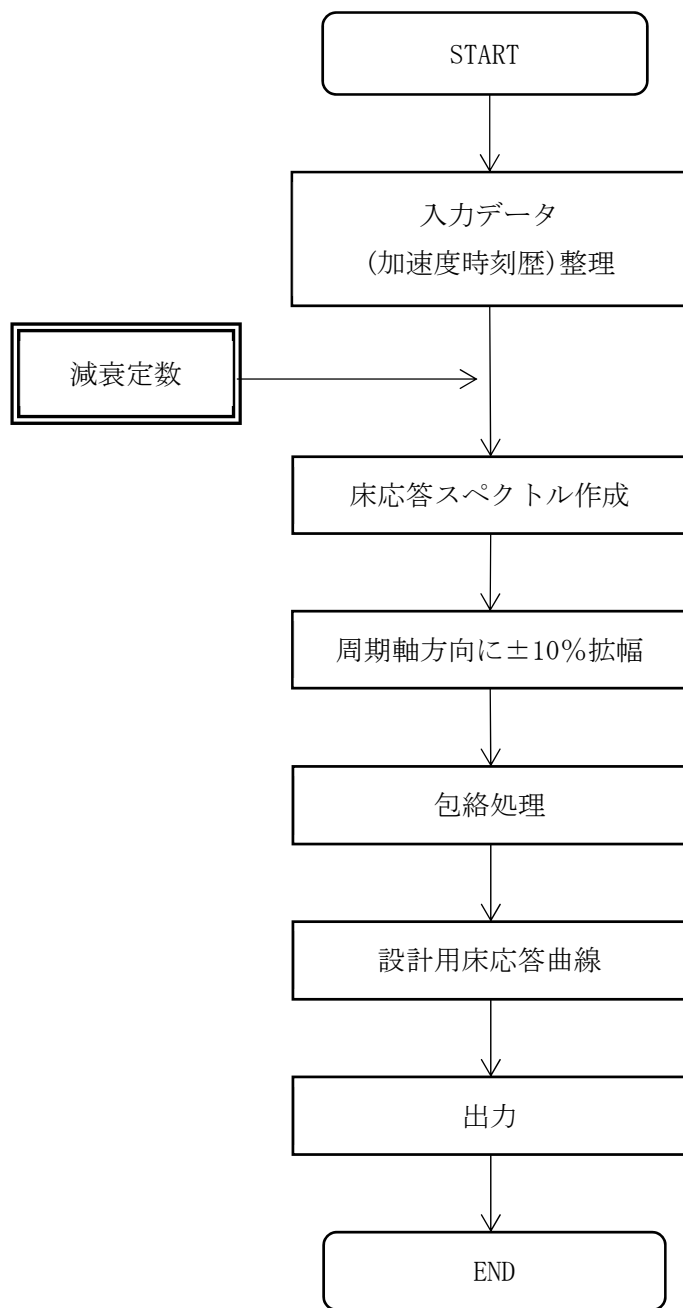 START
入力データ
(加速度時刻歴)整理
減衰定数
床応答スペクトル作成
周期軸方向に±10%拡幅
包絡処理
設計用床応答曲線
出力
END